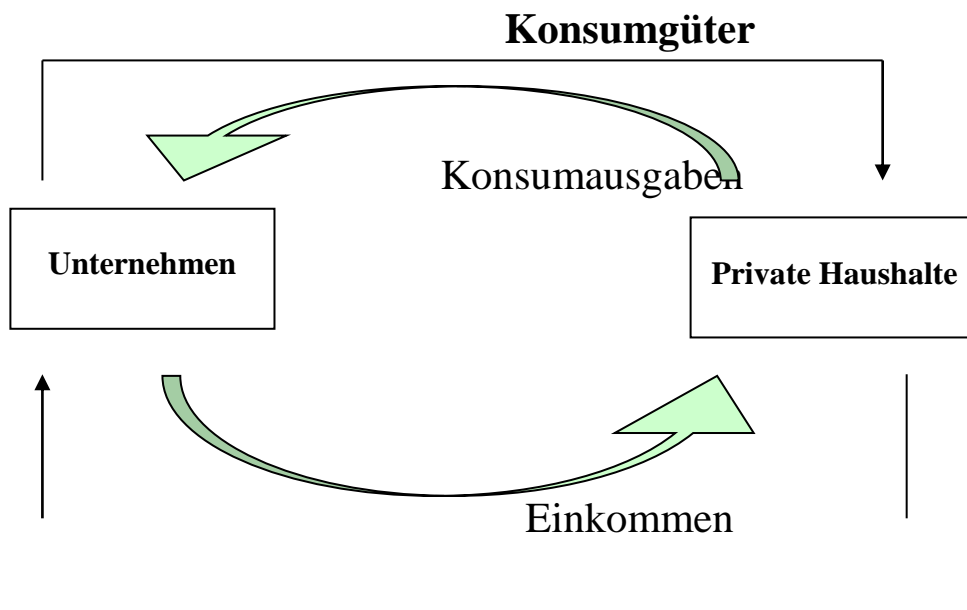 Konsumgüter
Konsumausgaben
Unternehmen
Private Haushalte
Einkommen